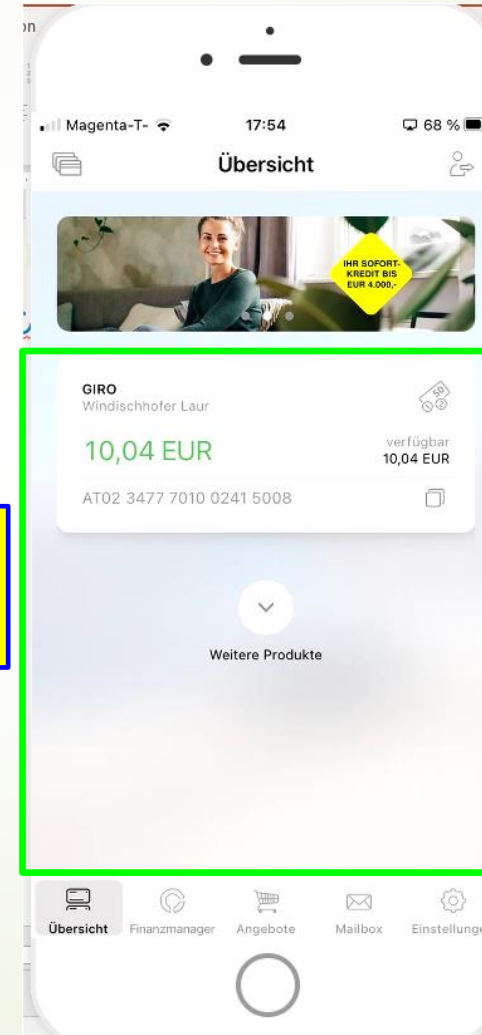 on
Magenta-T-
17:54
68 %
Übersicht
IHR SOFORT-
KREDIT BIS
EUR 4.000,-
GIRO
Windischhofer Laur
10,04 EUR
verfügbar
10,04 EUR
AT02 3477 7010 0241 5008
Weitere Produkte
Übersicht
Finanzmanager
Angebote
Mailbox
Einstellunge